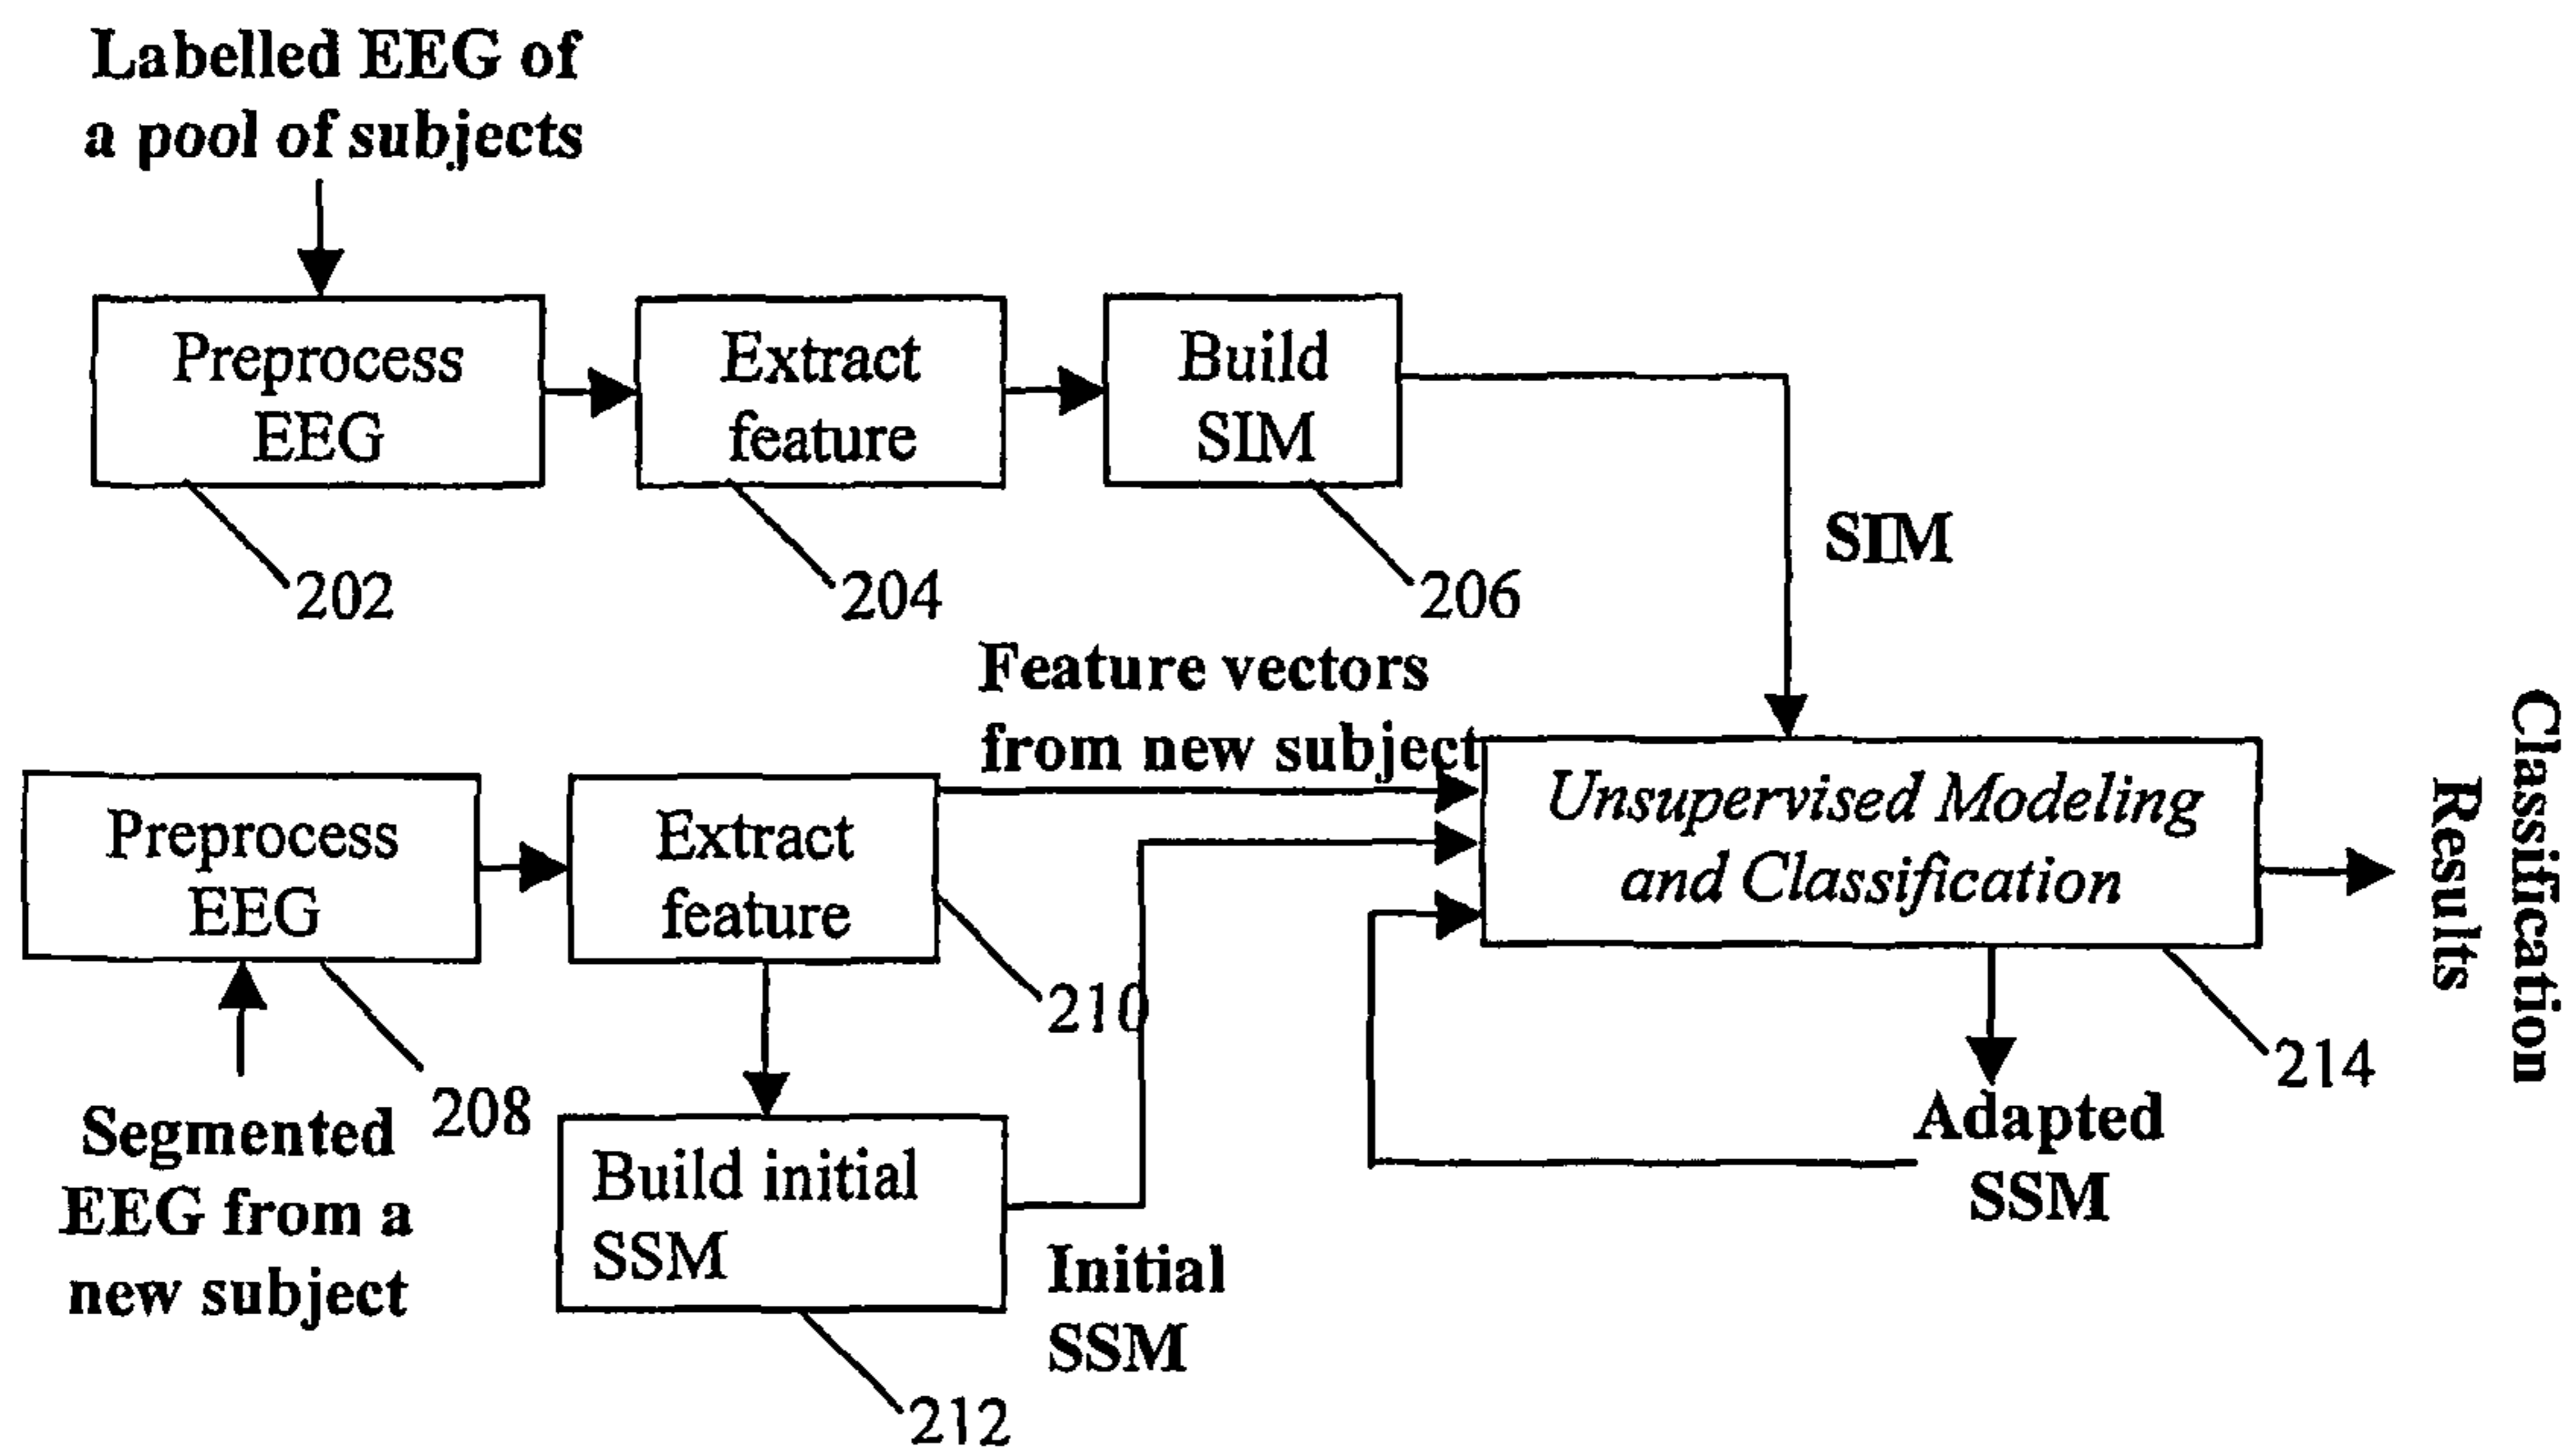 Labelled EEG of
a pool of subjects
Preprocess
EEG
202
Extract
feature
204
Build
SIM
206
SIM
Feature vectors
from new subject
Preprocess
EEG
208
Segmented
EEG from a
new subject
Extract
feature
210
Build initial
SSM
212
Initial
SSM
Unsupervised Modeling
and Classification
214
Adapted
SSM
Classification
Results